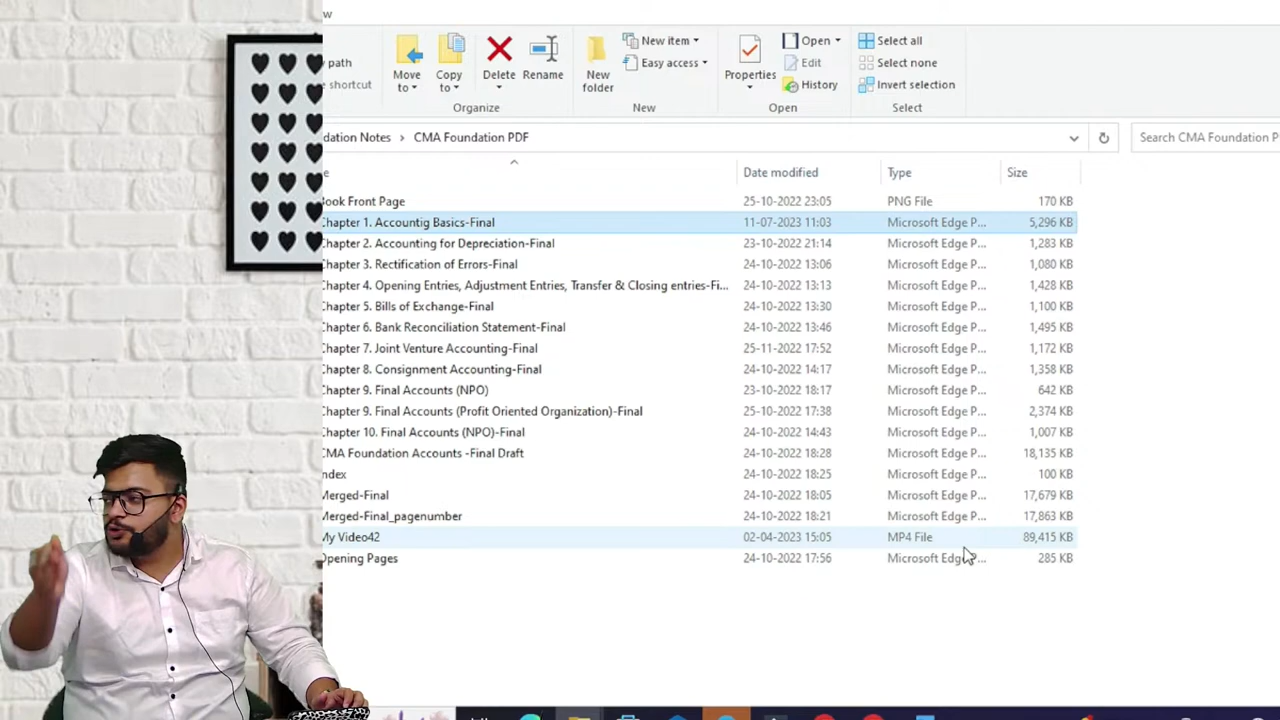 w
path
shortcut
Move to
Copy to
Delete
Rename
Organize
New folder
New item
Easy access
New
Properties
Open
Edit
History
Open
Select all
Select none
Invert selection
Select
dation Notes > CMA Foundation PDF
Search CMA Foundation P
e Date modified Type Size
Book Front Page 25-10-2022 23:05 PNG File 170 KB
Chapter 1. Accountig Basics-Final 11-07-2023 11:03 Microsoft Edge P... 5,296 KB
Chapter 2. Accounting for Depreciation-Final 23-10-2022 21:14 Microsoft Edge P... 1,283 KB
Chapter 3. Rectification of Errors-Final 24-10-2022 13:06 Microsoft Edge P... 1,080 KB
Chapter 4. Opening Entries, Adjustment Entries, Transfer & Closing entries-Fi... 24-10-2022 13:13 Microsoft Edge P... 1,428 KB
Chapter 5. Bills of Exchange-Final 24-10-2022 13:30 Microsoft Edge P... 1,100 KB
Chapter 6. Bank Reconciliation Statement-Final 24-10-2022 13:46 Microsoft Edge P... 1,495 KB
Chapter 7. Joint Venture Accounting-Final 25-11-2022 17:52 Microsoft Edge P... 1,172 KB
Chapter 8. Consignment Accounting-Final 24-10-2022 14:17 Microsoft Edge P... 1,358 KB
Chapter 9. Final Accounts (NPO) 23-10-2022 18:17 Microsoft Edge P... 642 KB
Chapter 9. Final Accounts (Profit Oriented Organization)-Final 25-10-2022 17:38 Microsoft Edge P... 2,374 KB
Chapter 10. Final Accounts (NPO)-Final 24-10-2022 14:43 Microsoft Edge P... 1,007 KB
CMA Foundation Accounts -Final Draft 24-10-2022 18:28 Microsoft Edge P... 18,135 KB
Index 24-10-2022 18:25 Microsoft Edge P... 100 KB
Merged-Final 24-10-2022 18:05 Microsoft Edge P... 17,679 KB
Merged-Final_pagenumber 24-10-2022 18:21 Microsoft Edge P... 17,863 KB
My Video42 02-04-2023 15:05 MP4 File 89,415 KB
Opening Pages 24-10-2022 17:56 Microsoft Edge P... 285 KB